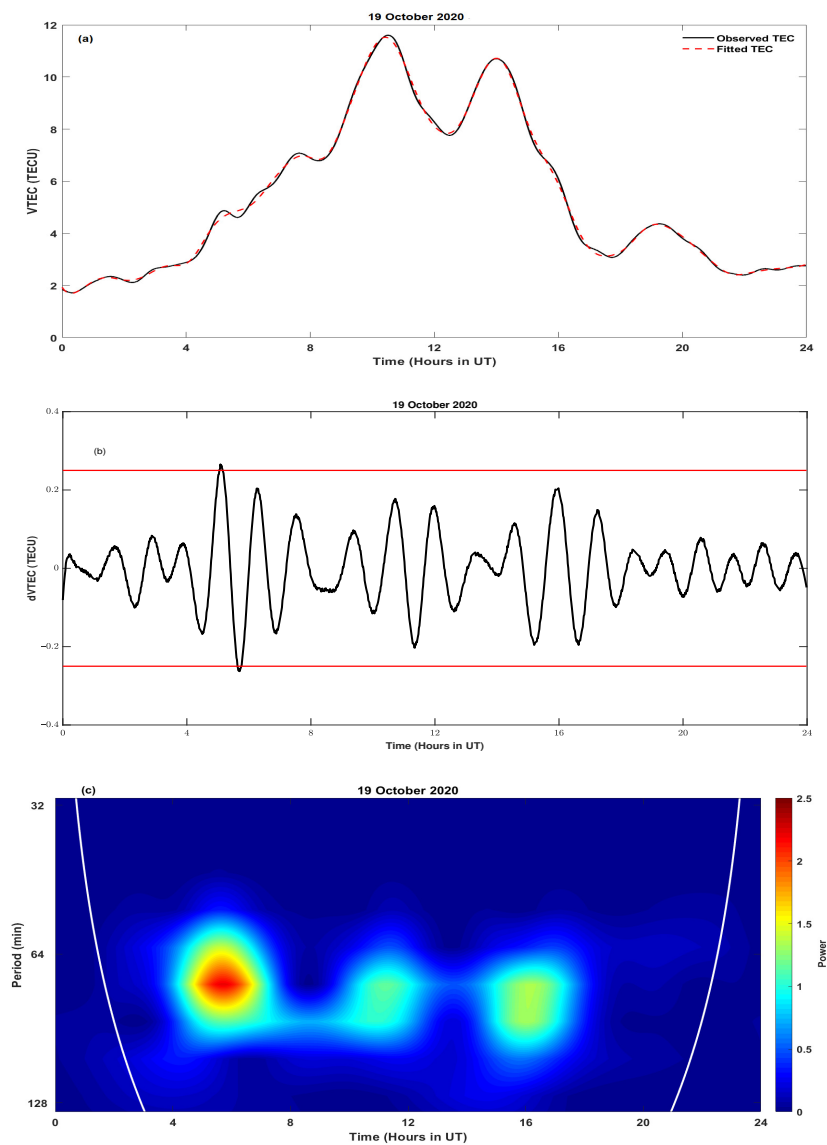 19 October 2020
(a)
Observed TEC
Fitted TEC
VTEC (TECU)
12
10
8
6
4
2
0
0 4 8 12 16 20 24
Time (Hours in UT)
19 October 2020
(b)
dVTEC (TECU)
0.4
0.2
0
-0.2
-0.4
0 4 8 12 16 20 24
Time (Hours in UT)
(c) 19 October 2020
Period (min)
32
64
128
0 4 8 12 16 20 24
Time (Hours in UT)
2.5
2
1.5
1
0.5
0
Power